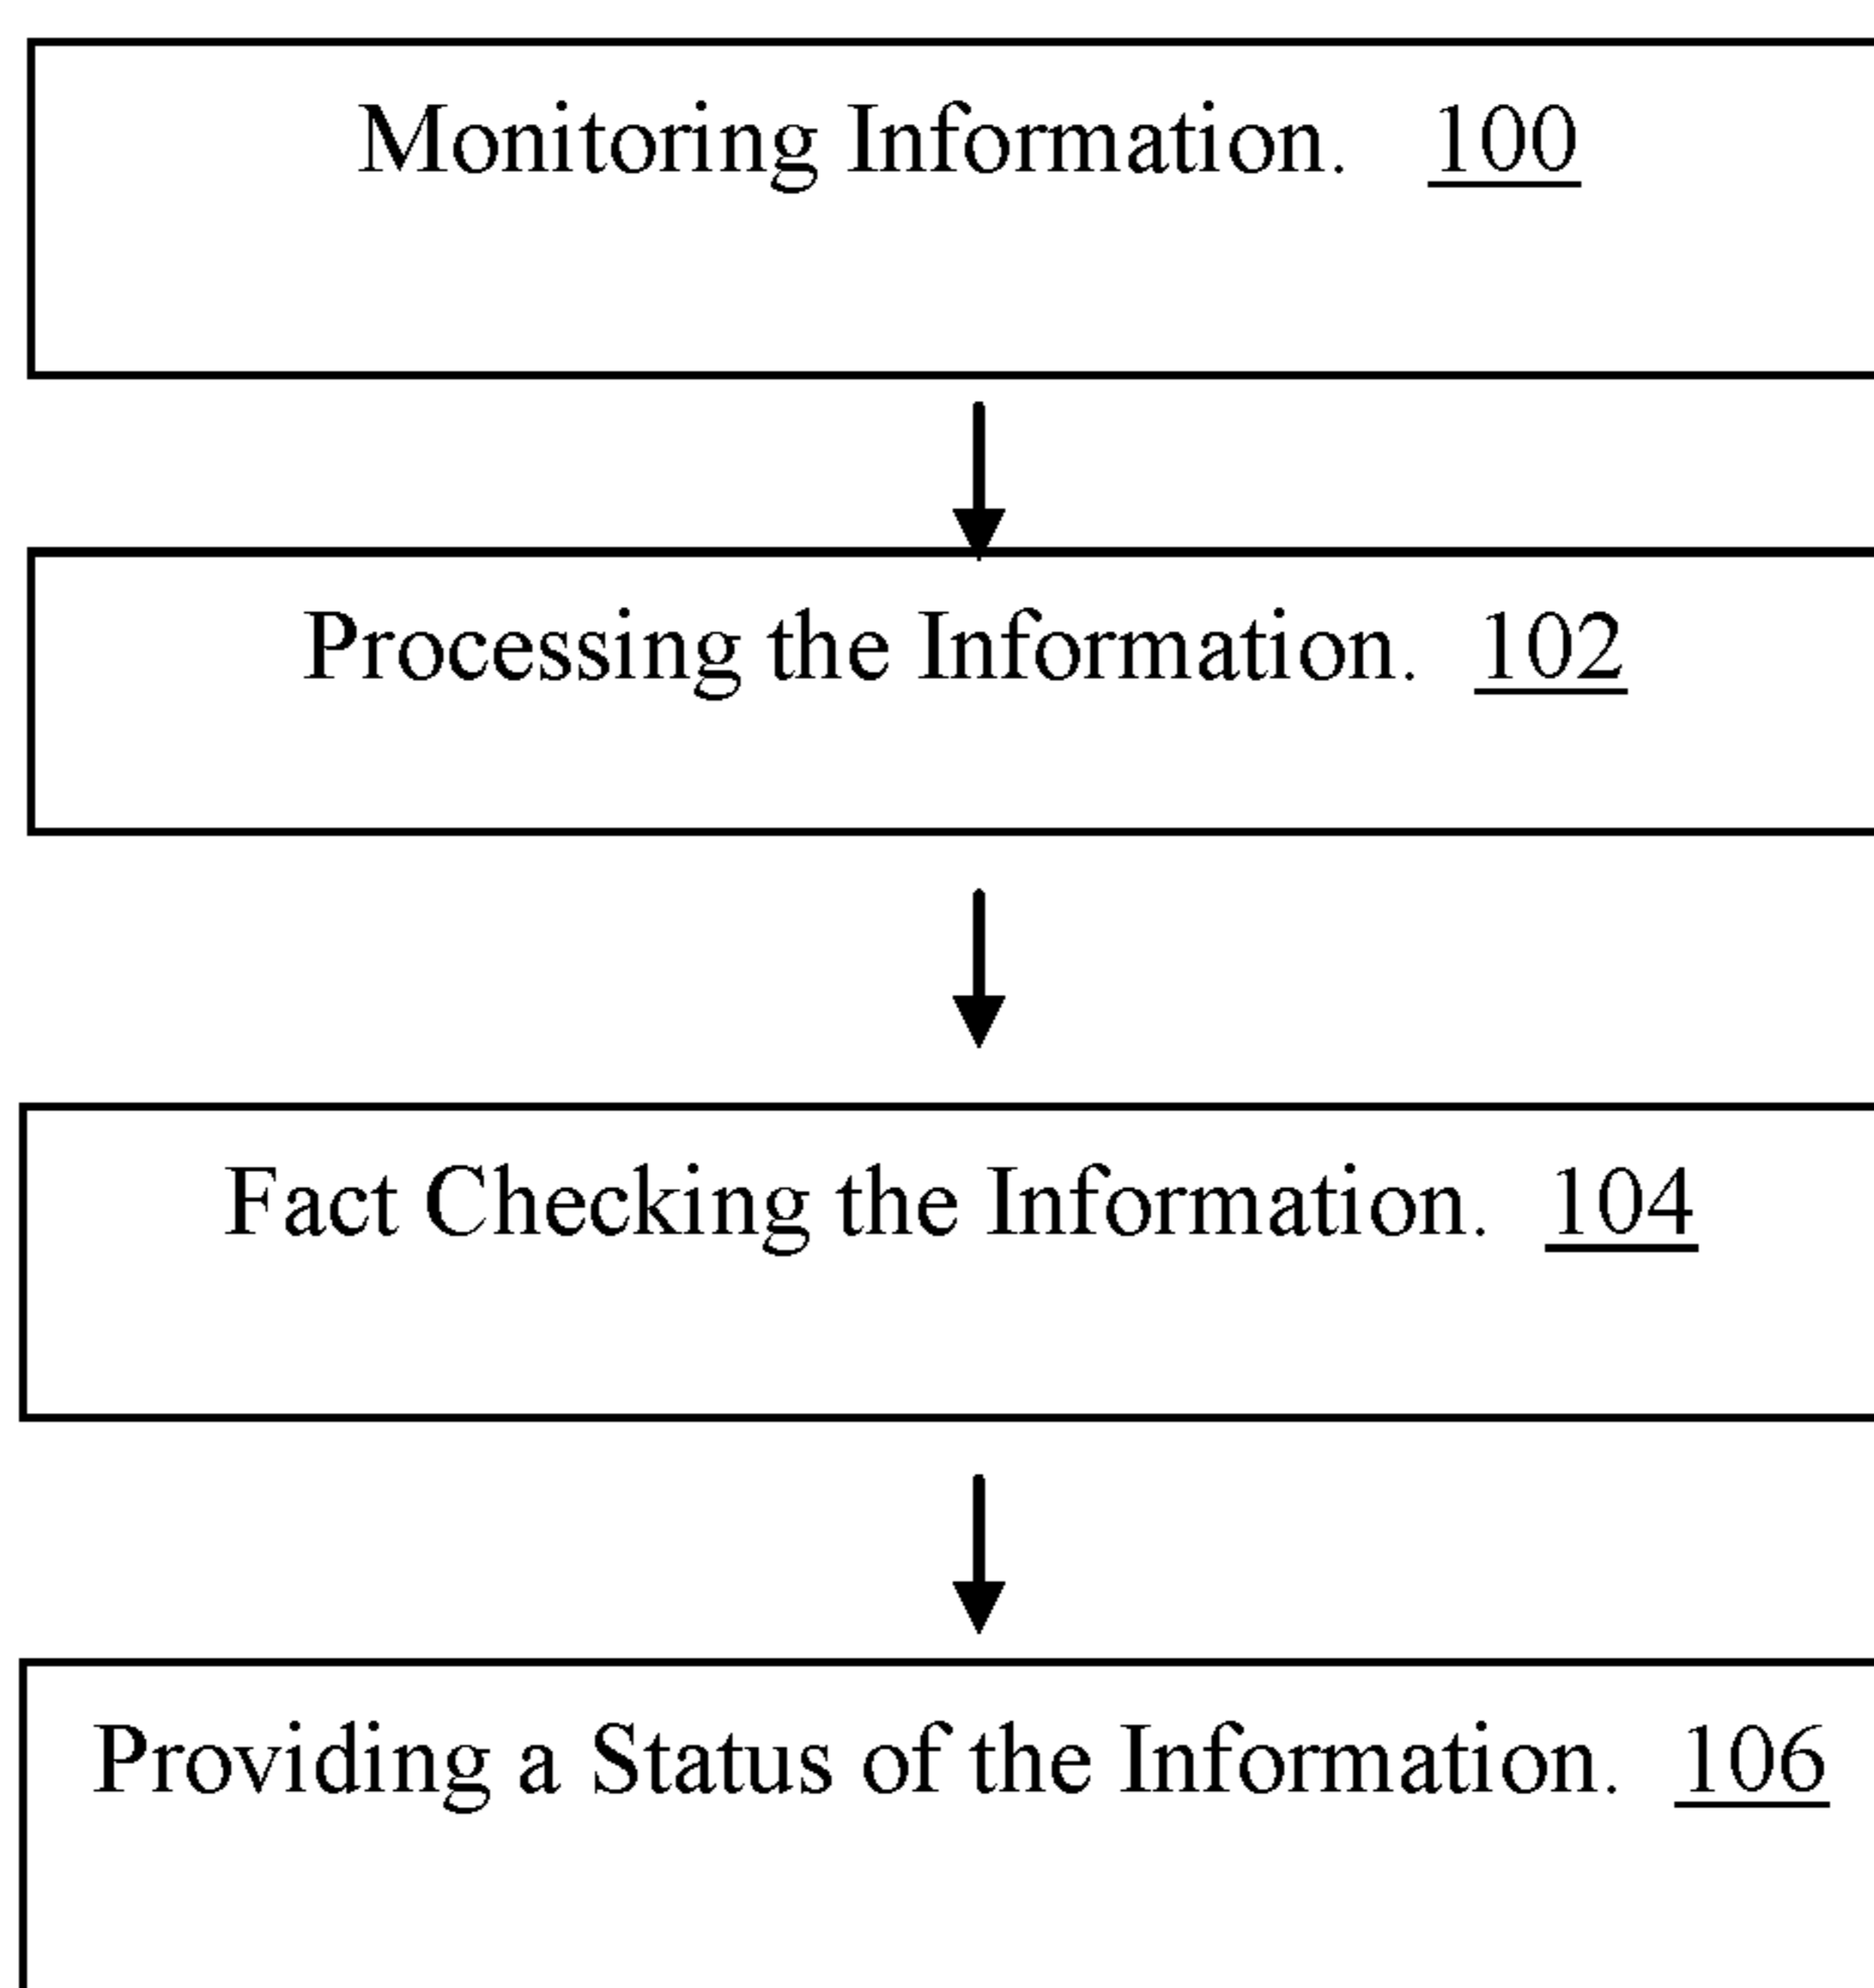 Monitoring Information. 100
Processing the Information. 102
Fact Checking the Information. 104
Providing a Status of the Information. 106